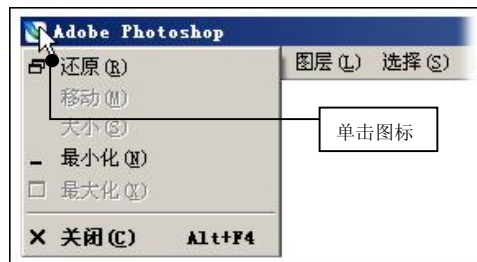 Adobe Photoshop
图层(L) 选择(S)
还原(R)
移动(M)
大小(S)
最小化(N)
最大化(X)
关闭(C) Alt+F4
单击图标